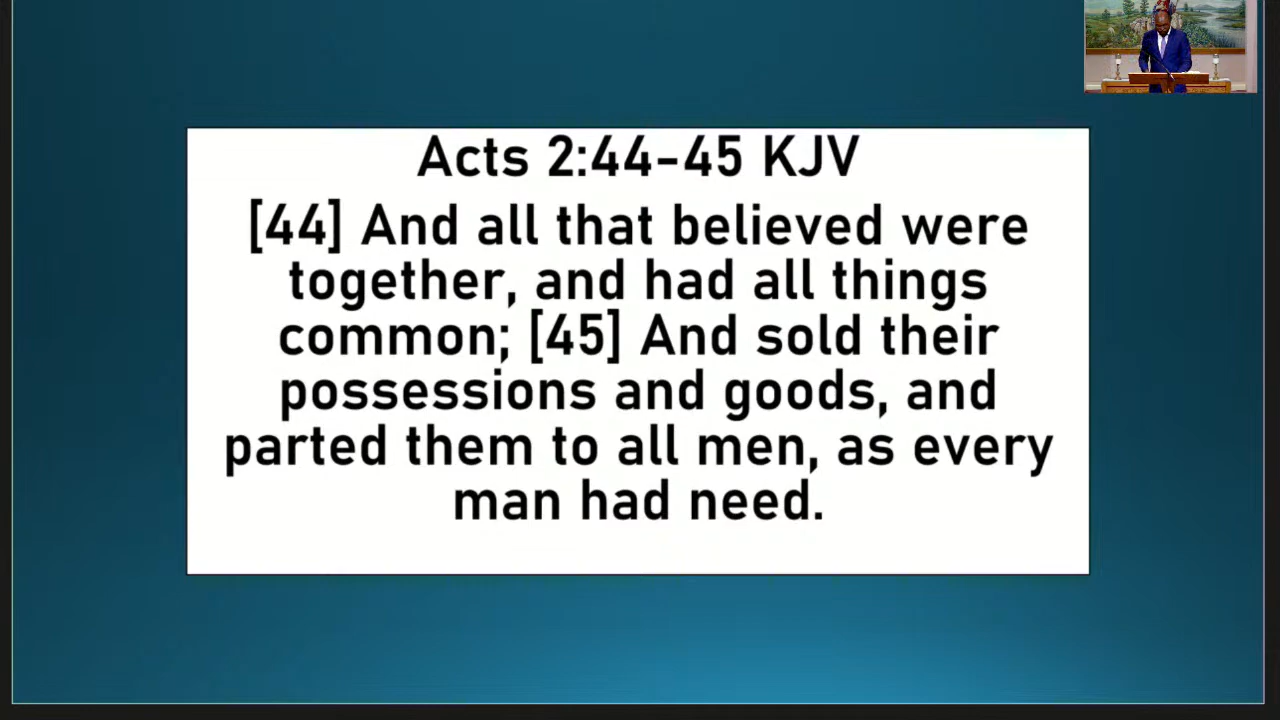 Acts 2:44-45 KJV
[44] And all that believed were
together, and had all things
common; [45] And sold their
possessions and goods, and
parted them to all men, as every
man had need.